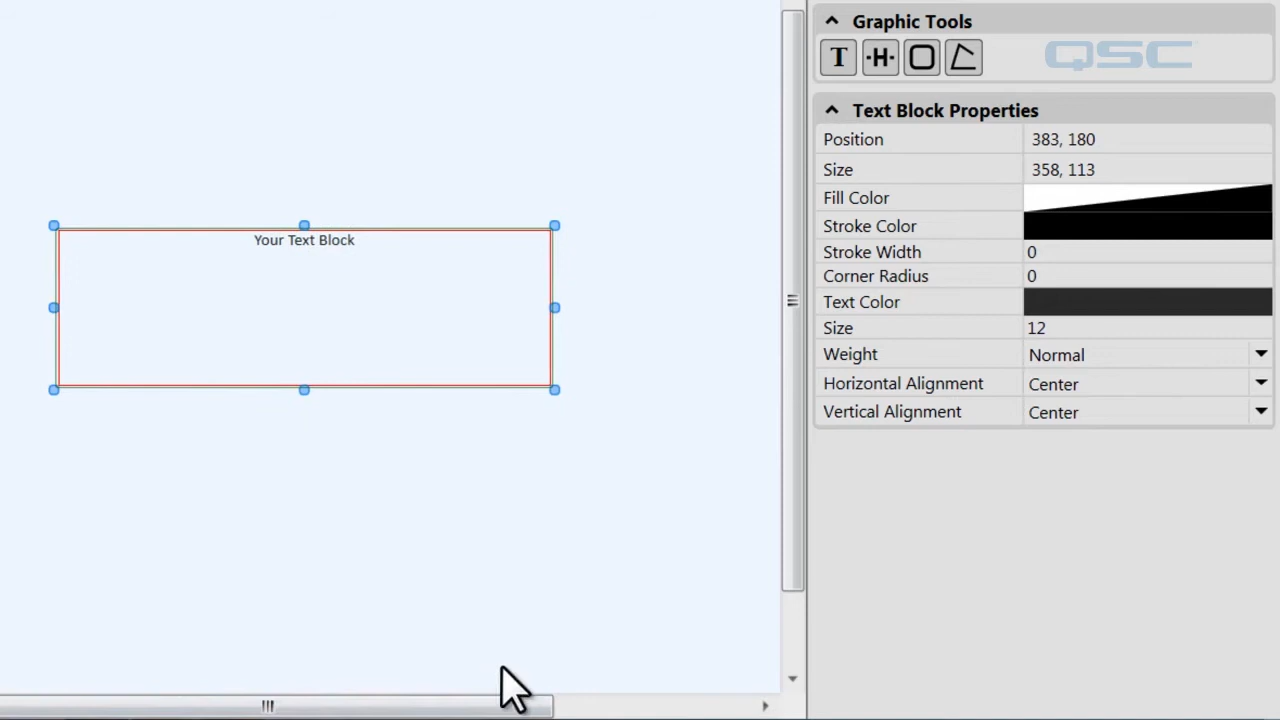 Graphic Tools
T H
QSC
Text Block Properties
Position 383, 180
Size 358, 113
Fill Color
Stroke Color
Stroke Width 0
Corner Radius 0
Text Color
Size 12
Weight Normal
Horizontal Alignment Center
Vertical Alignment Center
Your Text Block